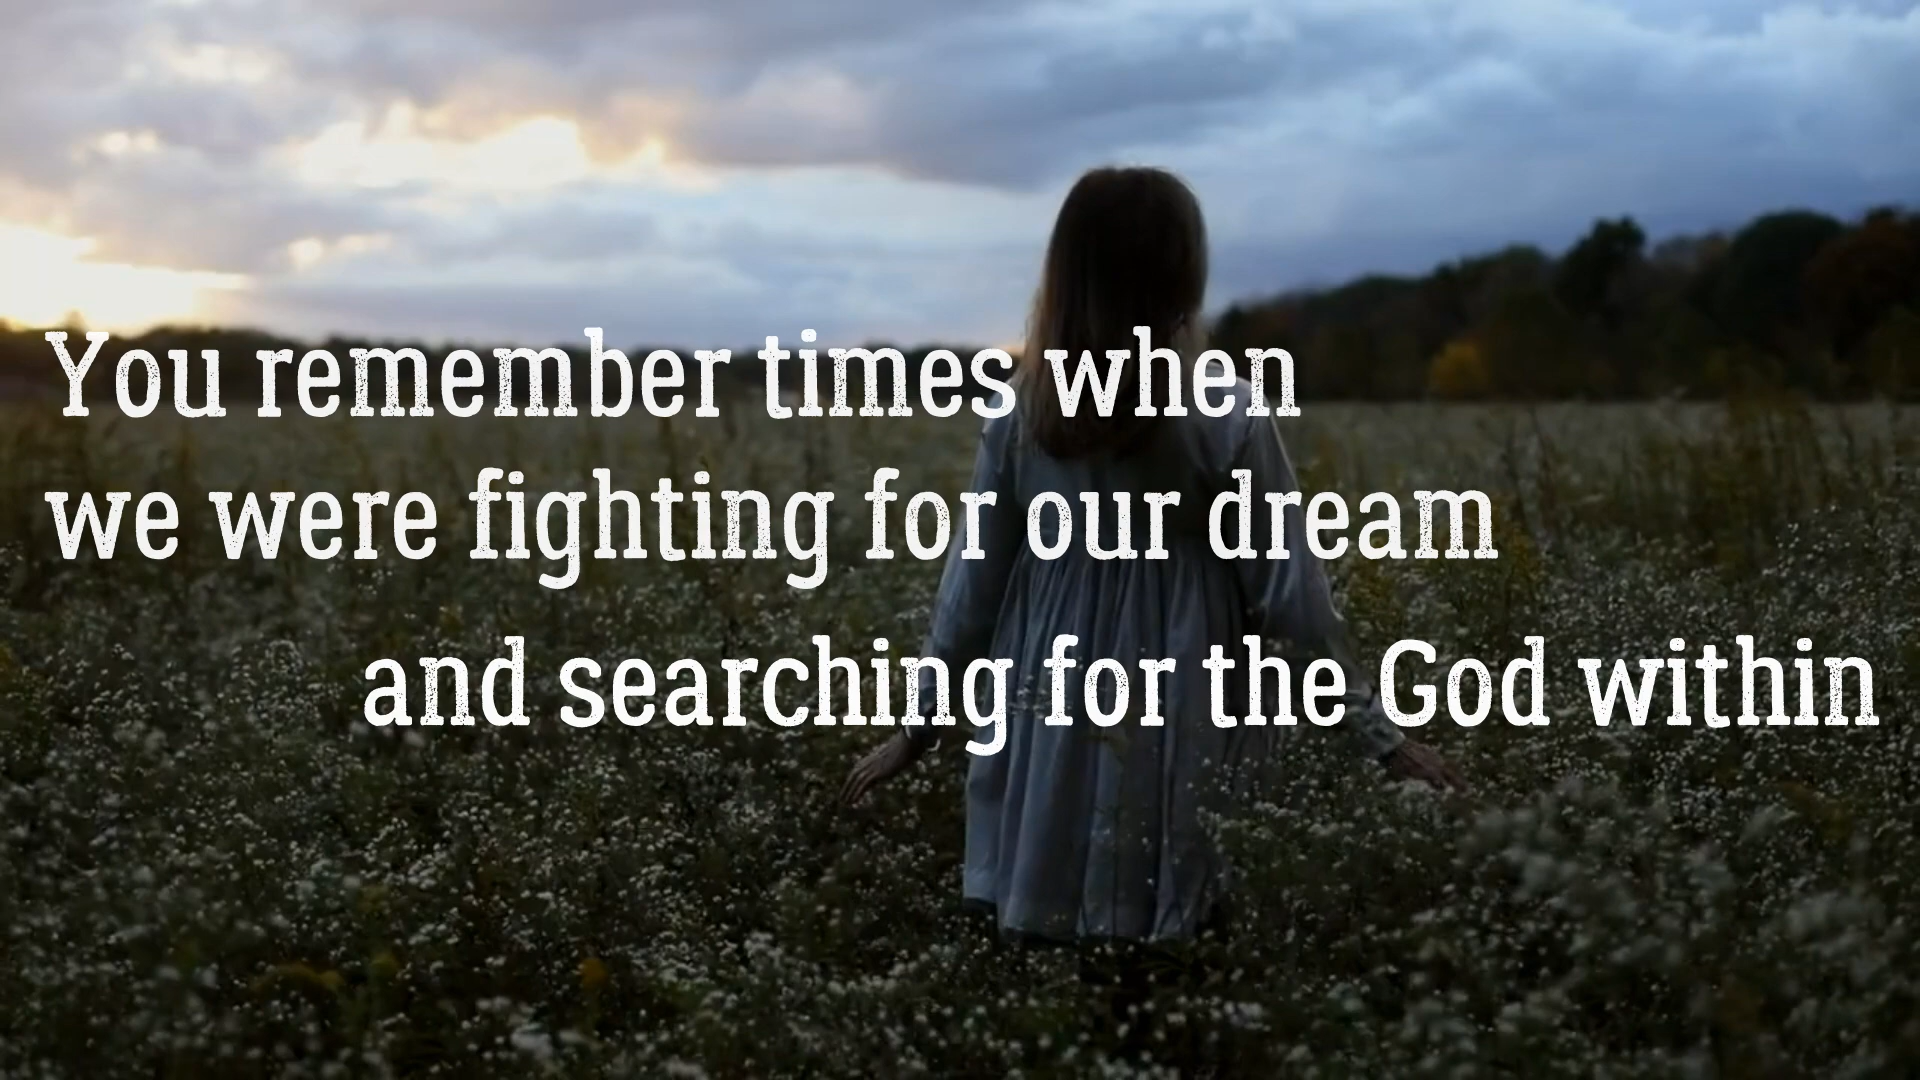 You remember times when
we were fighting for our dream
and searching for the God within